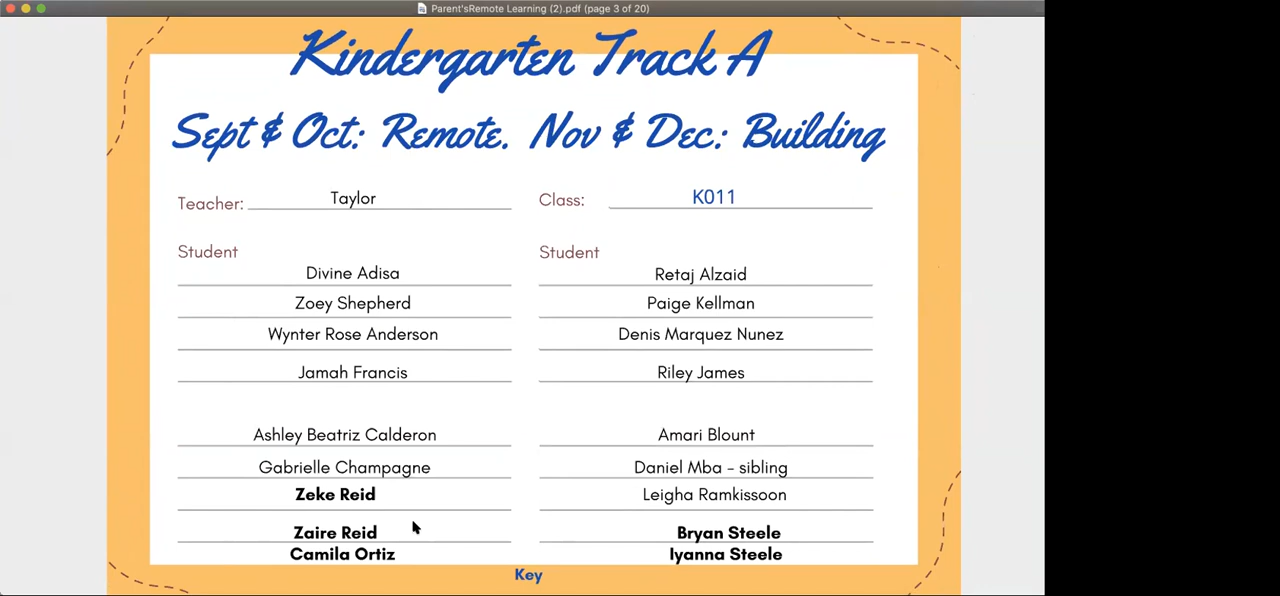 Parent'sRemote Learning (2).pdf (page 3 of 20)
Kindergarten Track A
Sept & Oct: Remote. Nov & Dec: Building
Teacher: Taylor
Class: K011
Student
Divine Adisa
Zoey Shepherd
Wynter Rose Anderson
Jamah Francis
Ashley Beatriz Calderon
Gabrielle Champagne
Zeke Reid
Zaire Reid
Camila Ortiz
Student
Retaj Alzaid
Paige Kellman
Denis Marquez Nunez
Riley James
Amari Blount
Daniel Mba - sibling
Leigha Ramkissoon
Bryan Steele
Iyanna Steele
Key